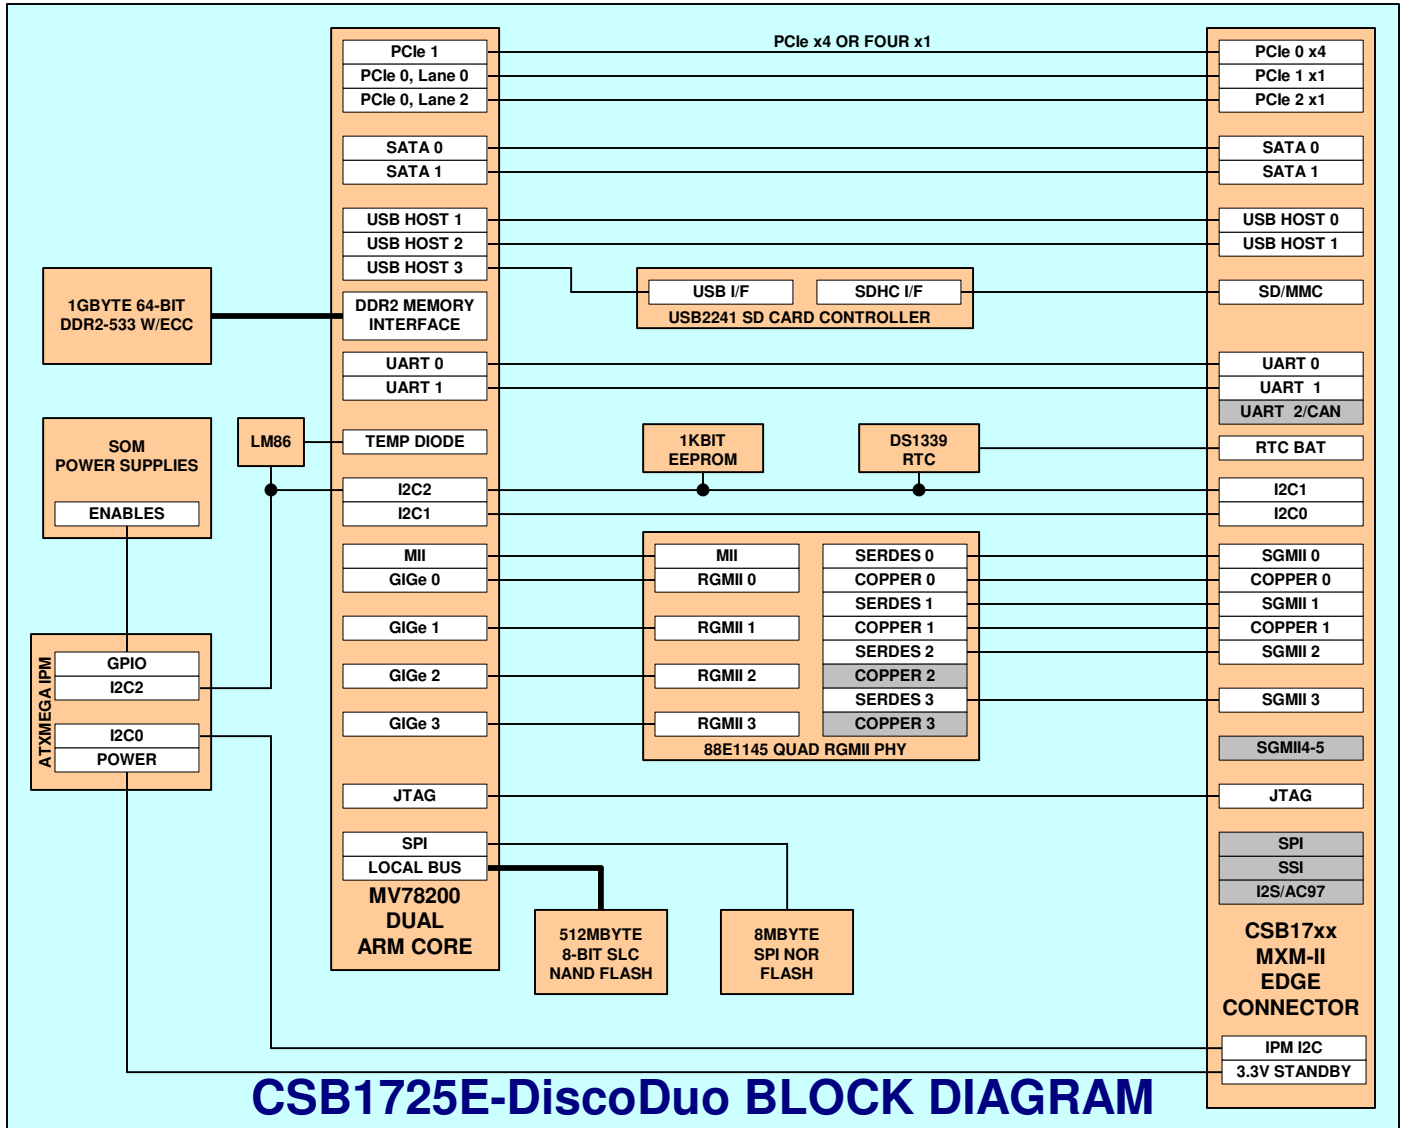 PCIe x4 OR FOUR x1
PCIe 1
PCIe 0, Lane 0
PCIe 0, Lane 2
SATA 0
SATA 1
USB HOST 1
USB HOST 2
USB HOST 3
DDR2 MEMORY
INTERFACE
UART 0
UART 1
TEMP DIODE
I2C2
I2C1
MII
GIGe 0
GIGe 1
GIGe 2
GIGe 3
JTAG
SPI
LOCAL BUS
MV78200
DUAL
ARM CORE
1GBYTE 64-BIT
DDR2-533 W/ECC
SOM
POWER SUPPLIES
ENABLES
LM86
ATXMEGA IPM
GPIO
I2C2
I2C0
POWER
USB I/F
SDHC I/F
USB2241 SD CARD CONTROLLER
1KBIT
EEPROM
DS1339
RTC
MII
RGMII 0
RGMII 1
RGMII 2
RGMII 3
SERDES 0
COPPER 0
SERDES 1
COPPER 1
SERDES 2
COPPER 2
SERDES 3
COPPER 3
88E1145 QUAD RGMII PHY
512MBYTE
8-BIT SLC
NAND FLASH
8MBYTE
SPI NOR
FLASH
PCIe 0 x4
PCIe 1 x1
PCIe 2 x1
SATA 0
SATA 1
USB HOST 0
USB HOST 1
SD/MMC
UART 0
UART 1
UART 2/CAN
RTC BAT
I2C1
I2C0
SGMII 0
COPPER 0
SGMII 1
COPPER 1
SGMII 2
SGMII 3
SGMII4-5
JTAG
SPI
SSI
I2S/AC97
CSB17xx
MXM-II
EDGE
CONNECTOR
IPM I2C
3.3V STANDBY
CSB1725E-DiscoDuo BLOCK DIAGRAM